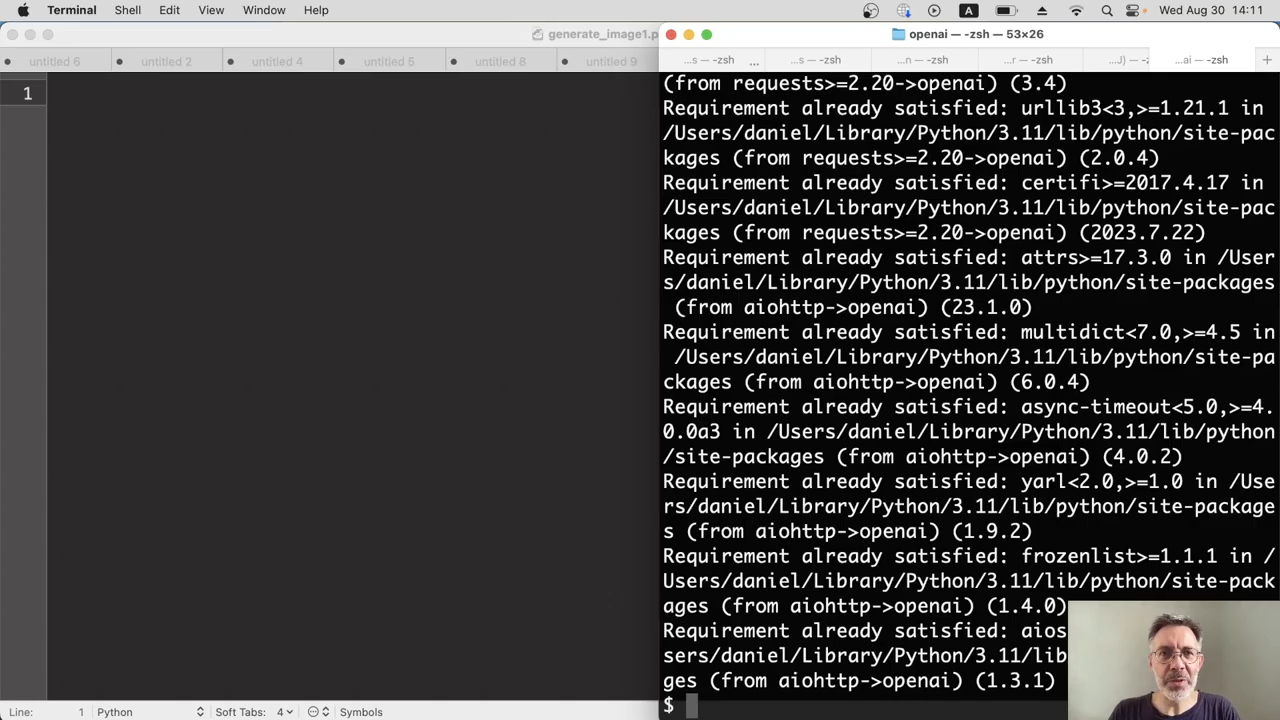 Terminal Shell Edit View Window Help A Wed Aug 30 14:11
generate_image1.p
openai — -zsh — 53×26
untitled 6 untitled 2 untitled 4 untitled 5 untitled 8 untitled 9
...s — -zsh ... ...s — -zsh ...n — -zsh ...r — -zsh ...J) — -z ...ai — -zsh +
1
(from requests>=2.20->openai) (3.4)
Requirement already satisfied: urllib3<3,>=1.21.1 in
/Users/daniel/Library/Python/3.11/lib/python/site-pac
kages (from requests>=2.20->openai) (2.0.4)
Requirement already satisfied: certifi>=2017.4.17 in
/Users/daniel/Library/Python/3.11/lib/python/site-pac
kages (from requests>=2.20->openai) (2023.7.22)
Requirement already satisfied: attrs>=17.3.0 in /User
s/daniel/Library/Python/3.11/lib/python/site-packages
(from aiohttp->openai) (23.1.0)
Requirement already satisfied: multidict<7.0,>=4.5 in
/Users/daniel/Library/Python/3.11/lib/python/site-pa
ckages (from aiohttp->openai) (6.0.4)
Requirement already satisfied: async-timeout<5.0,>=4.
0.0a3 in /Users/daniel/Library/Python/3.11/lib/python
/site-packages (from aiohttp->openai) (4.0.2)
Requirement already satisfied: yarl<2.0,>=1.0 in /Use
rs/daniel/Library/Python/3.11/lib/python/site-package
s (from aiohttp->openai) (1.9.2)
Requirement already satisfied: frozenlist>=1.1.1 in /
Users/daniel/Library/Python/3.11/lib/python/site-pack
ages (from aiohttp->openai) (1.4.0)
Requirement already satisfied: aios
sers/daniel/Library/Python/3.11/lib
ges (from aiohttp->openai) (1.3.1)
$
Line: 1 Python Soft Tabs: 4 Symbols